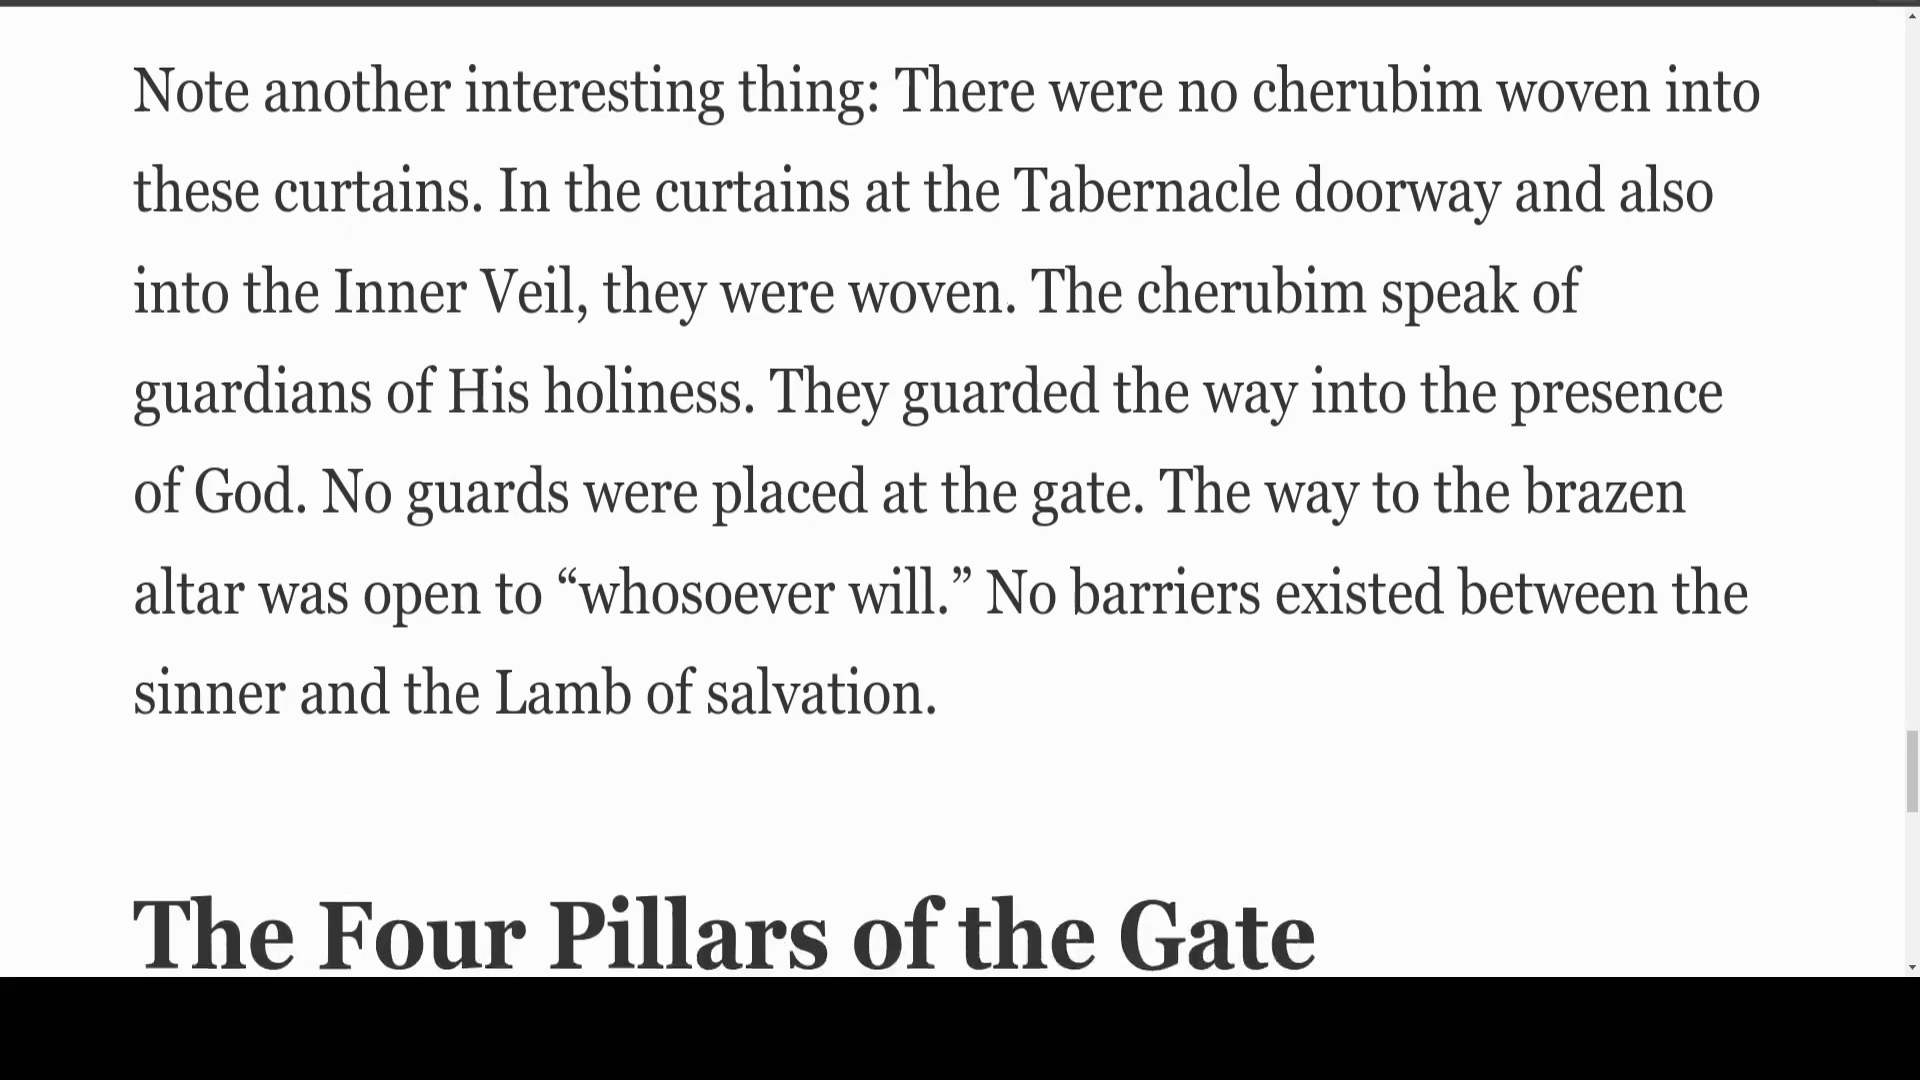 Note another interesting thing: There were no cherubim woven into
these curtains. In the curtains at the Tabernacle doorway and also
into the Inner Veil, they were woven. The cherubim speak of
guardians of His holiness. They guarded the way into the presence
of God. No guards were placed at the gate. The way to the brazen
altar was open to “whosoever will.” No barriers existed between the
sinner and the Lamb of salvation.
The Four Pillars of the Gate